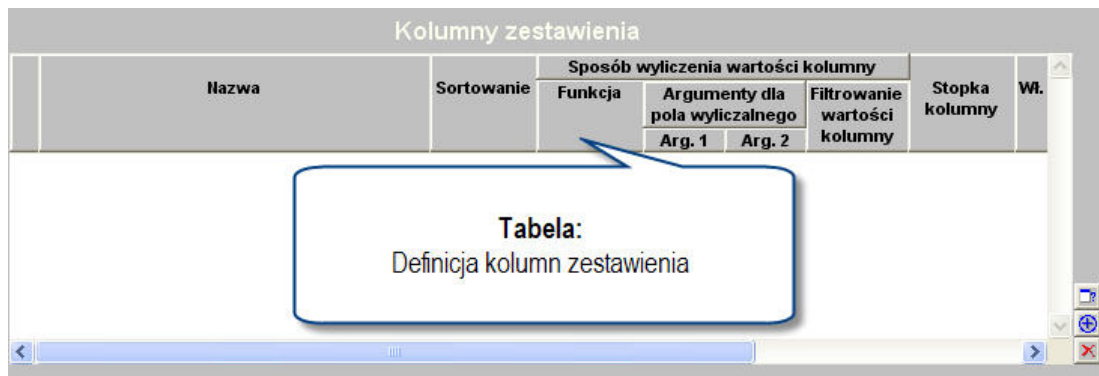 Kolumny zestawienia
Nazwa
Sortowanie
Sposób wyliczenia wartości kolumny
Funkcja
Argumenty dla
pola wyliczalnego
Arg. 1
Arg. 2
Filtrowanie
wartości
kolumny
Stopka
kolumny
Wł.
Tabela:
Definicja kolumn zestawienia